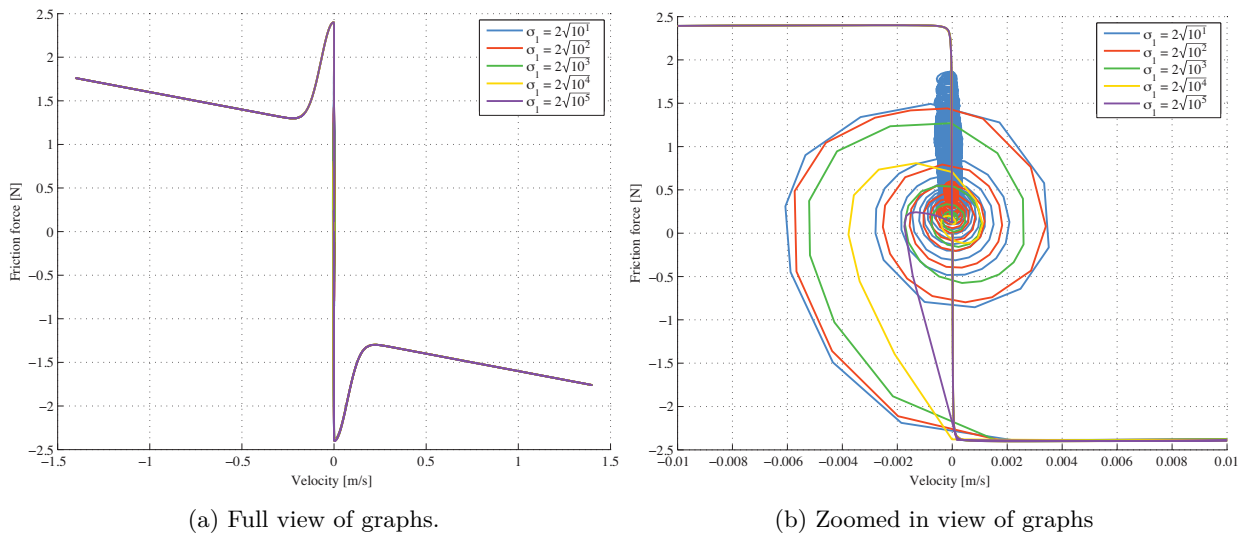 2.5
2
1.5
1
0.5
0
−0.5
−1
−1.5
−2
−2.5
Friction force [N]
σ₁ = 2√10¹
σ₁ = 2√10²
σ₁ = 2√10³
σ₁ = 2√10⁴
σ₁ = 2√10⁵
−1.5 −1 −0.5 0 0.5 1 1.5
Velocity [m/s]
(a) Full view of graphs.
2.5
2
1.5
1
0.5
0
−0.5
−1
−1.5
−2
−2.5
Friction force [N]
σ₁ = 2√10¹
σ₁ = 2√10²
σ₁ = 2√10³
σ₁ = 2√10⁴
σ₁ = 2√10⁵
−0.01 −0.008 −0.006 −0.004 −0.002 0 0.002 0.004 0.006 0.008 0.01
Velocity [m/s]
(b) Zoomed in view of graphs